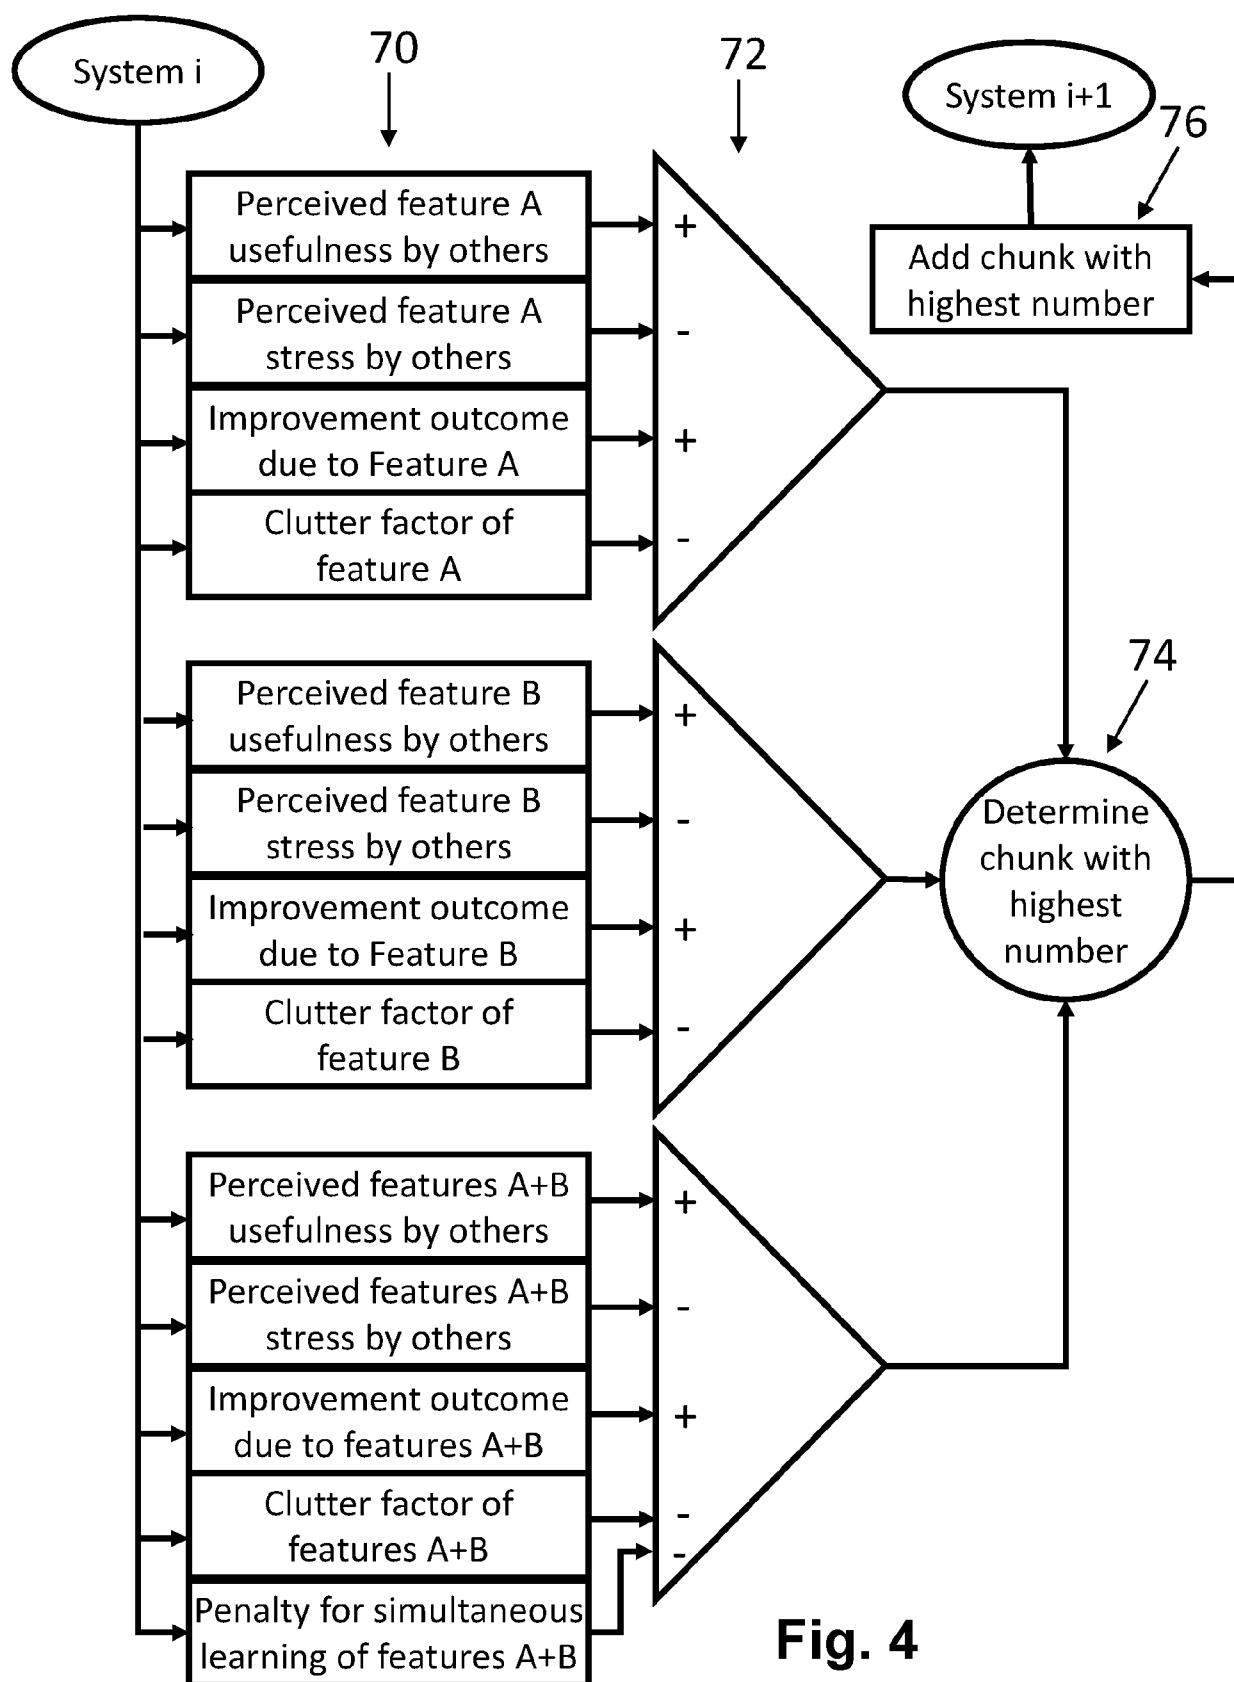 System i
70
72
System i+1
76
Perceived feature A
usefulness by others
+
Perceived feature A
stress by others
-
Improvement outcome
due to Feature A
+
Clutter factor of
feature A
-
Add chunk with
highest number
Perceived feature B
usefulness by others
+
Perceived feature B
stress by others
-
Improvement outcome
due to Feature B
+
Clutter factor of
feature B
-
74
Determine
chunk with
highest
number
Perceived features A+B
usefulness by others
+
Perceived features A+B
stress by others
-
Improvement outcome
due to features A+B
+
Clutter factor of
features A+B
-
Penalty for simultaneous
learning of features A+B
-
Fig. 4